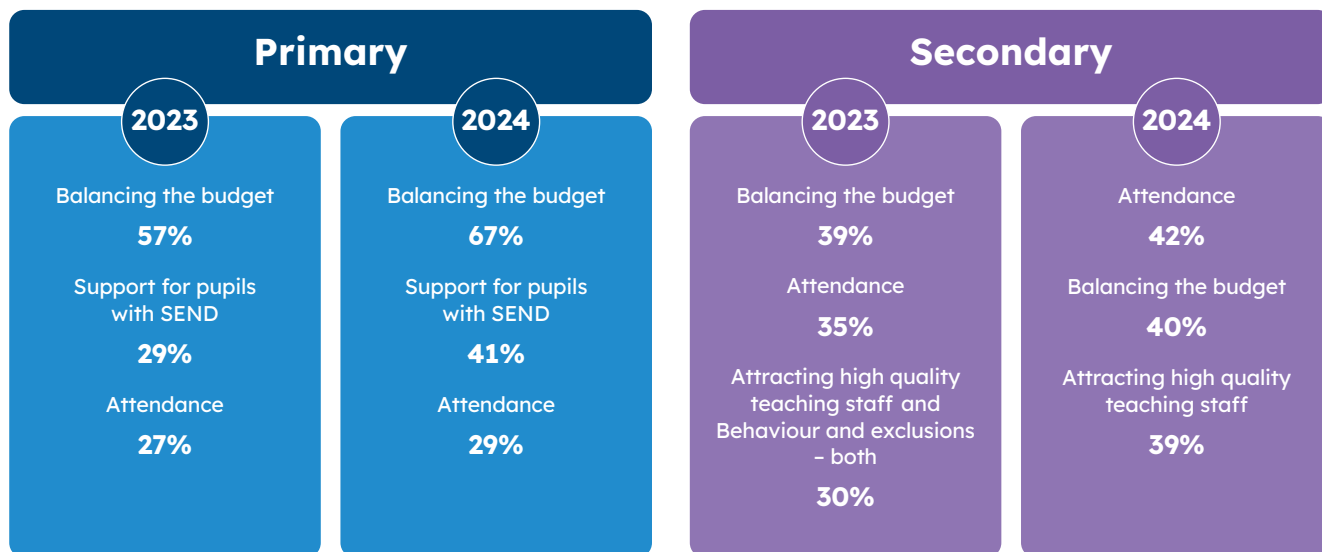 Primary
2023
Balancing the budget
57%
Support for pupils
with SEND
29%
Attendance
27%
2024
Balancing the budget
67%
Support for pupils
with SEND
41%
Attendance
29%
Secondary
2023
Balancing the budget
39%
Attendance
35%
Attracting high quality
teaching staff and
Behaviour and exclusions
– both
30%
2024
Attendance
42%
Balancing the budget
40%
Attracting high quality
teaching staff
39%